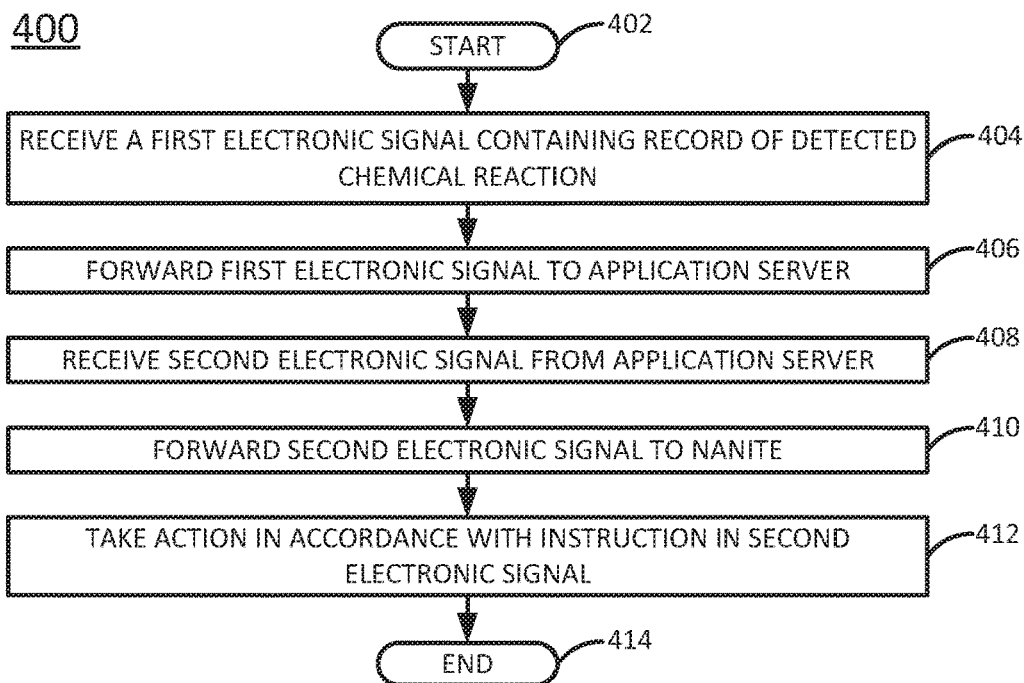 400
START
402
RECEIVE A FIRST ELECTRONIC SIGNAL CONTAINING RECORD OF DETECTED
CHEMICAL REACTION
404
FORWARD FIRST ELECTRONIC SIGNAL TO APPLICATION SERVER
406
RECEIVE SECOND ELECTRONIC SIGNAL FROM APPLICATION SERVER
408
FORWARD SECOND ELECTRONIC SIGNAL TO NANITE
410
TAKE ACTION IN ACCORDANCE WITH INSTRUCTION IN SECOND
ELECTRONIC SIGNAL
412
END
414